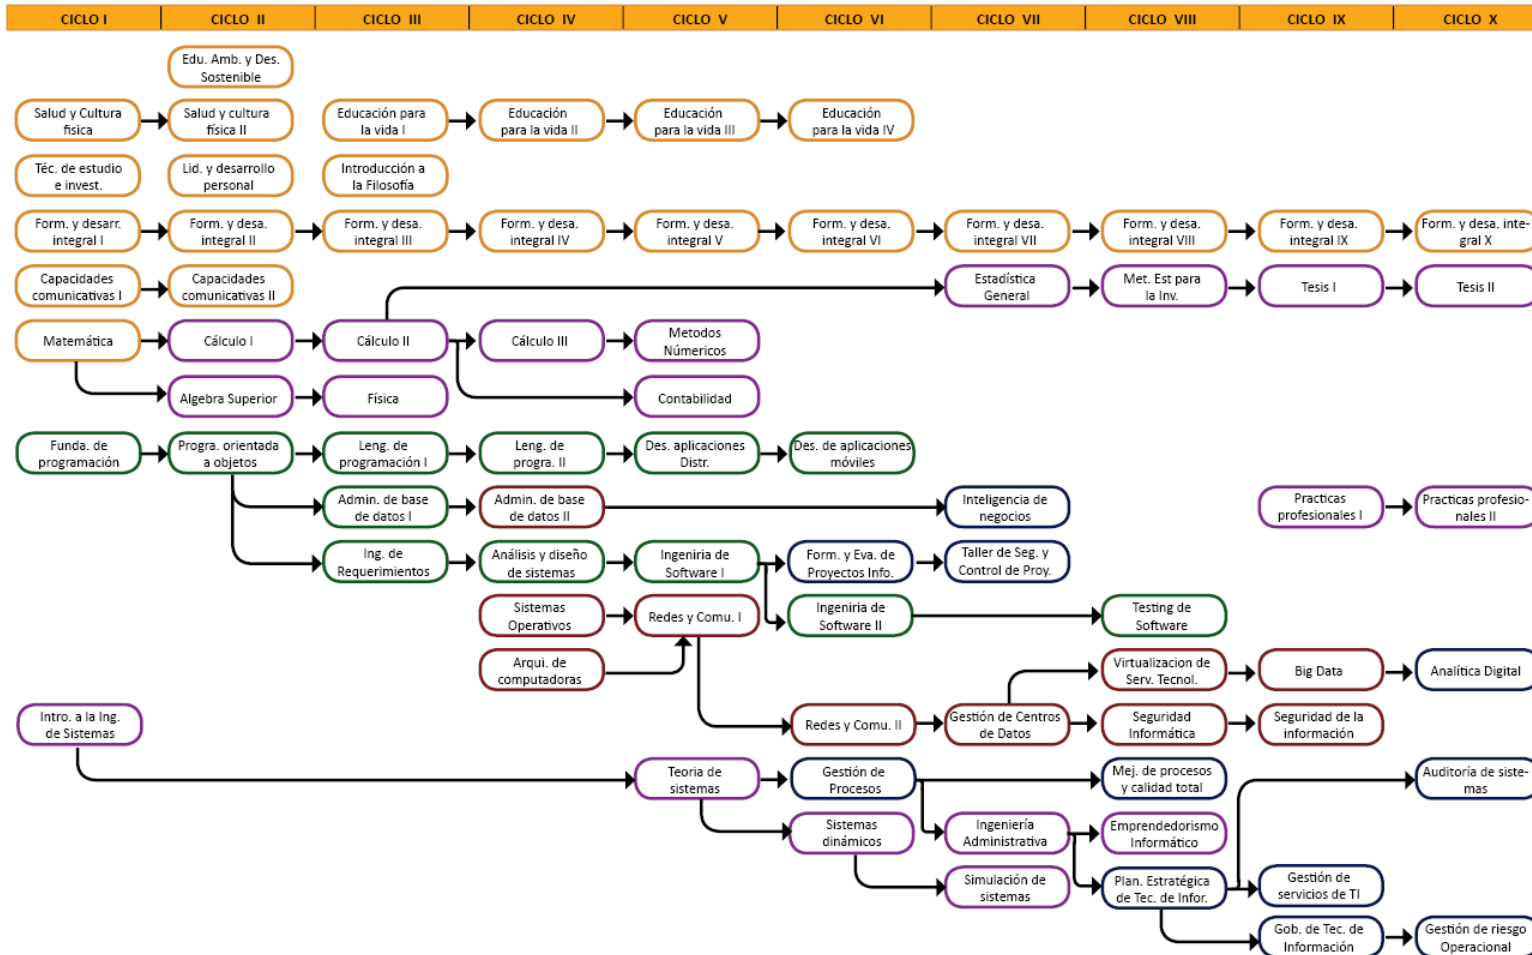 CICLO I CICLO II CICLO III CICLO IV CICLO V CICLO VI CICLO VII CICLO VIII CICLO IX CICLO X
Edu. Amb. y Des.
Sostenible
Salud y Cultura
fisica
Salud y cultura
física II
Educación para
la vida I
Educación
para la vida II
Educación
para la vida III
Educación
para la vida IV
Téc. de estudio
e invest.
Lid. y desarrollo
personal
Introducción a
la Filosofía
Form. y desarr.
integral I
Form. y desa.
integral II
Form. y desa.
integral III
Form. y desa.
integral IV
Form. y desa.
integral V
Form. y desa.
integral VI
Form. y desa.
integral VII
Form. y desa.
integral VIII
Form. y desa.
integral IX
Form. y desa. inte-
gral X
Capacidades
comunicativas I
Capacidades
comunicativas II
Estadística
General
Met. Est para
la Inv.
Tesis I
Tesis II
Matemática
Cálculo I
Cálculo II
Cálculo III
Metodos
Númericos
Algebra Superior
Física
Contabilidad
Funda. de
programación
Progra. orientada
a objetos
Leng. de
programación I
Leng. de
progra. II
Des. aplicaciones
Distr.
Des. de aplicaciones
móviles
Admin. de base
de datos I
Admin. de base
de datos II
Inteligencia de
negocios
Practicas
profesionales I
Practicas profesio-
nales II
Ing. de
Requerimientos
Análisis y diseño
de sistemas
Ingeniria de
Software I
Form. y Eva. de
Proyectos Info.
Taller de Seg. y
Control de Proy.
Sistemas
Operativos
Redes y Comu. I
Ingeniria de
Software II
Testing de
Software
Arqui. de
computadoras
Virtualizacion de
Serv. Tecnol.
Big Data
Analítica Digital
Intro. a la Ing.
de Sistemas
Redes y Comu. II
Gestión de Centros
de Datos
Seguridad
Informática
Seguridad de la
información
Teoria de
sistemas
Gestión de
Procesos
Mej. de procesos
y calidad total
Auditoría de siste-
mas
Sistemas
dinámicos
Ingeniería
Administrativa
Emprendedorismo
Informático
Simulación de
sistemas
Plan. Estratégica
de Tec. de Infor.
Gestión de
servicios de TI
Gob. de Tec. de
Información
Gestión de riesgo
Operacional